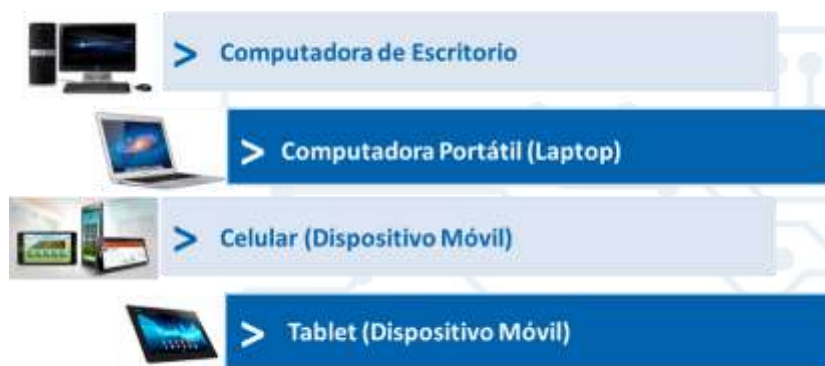 > Computadora de Escritorio
> Computadora Portátil (Laptop)
> Celular (Dispositivo Móvil)
> Tablet (Dispositivo Móvil)